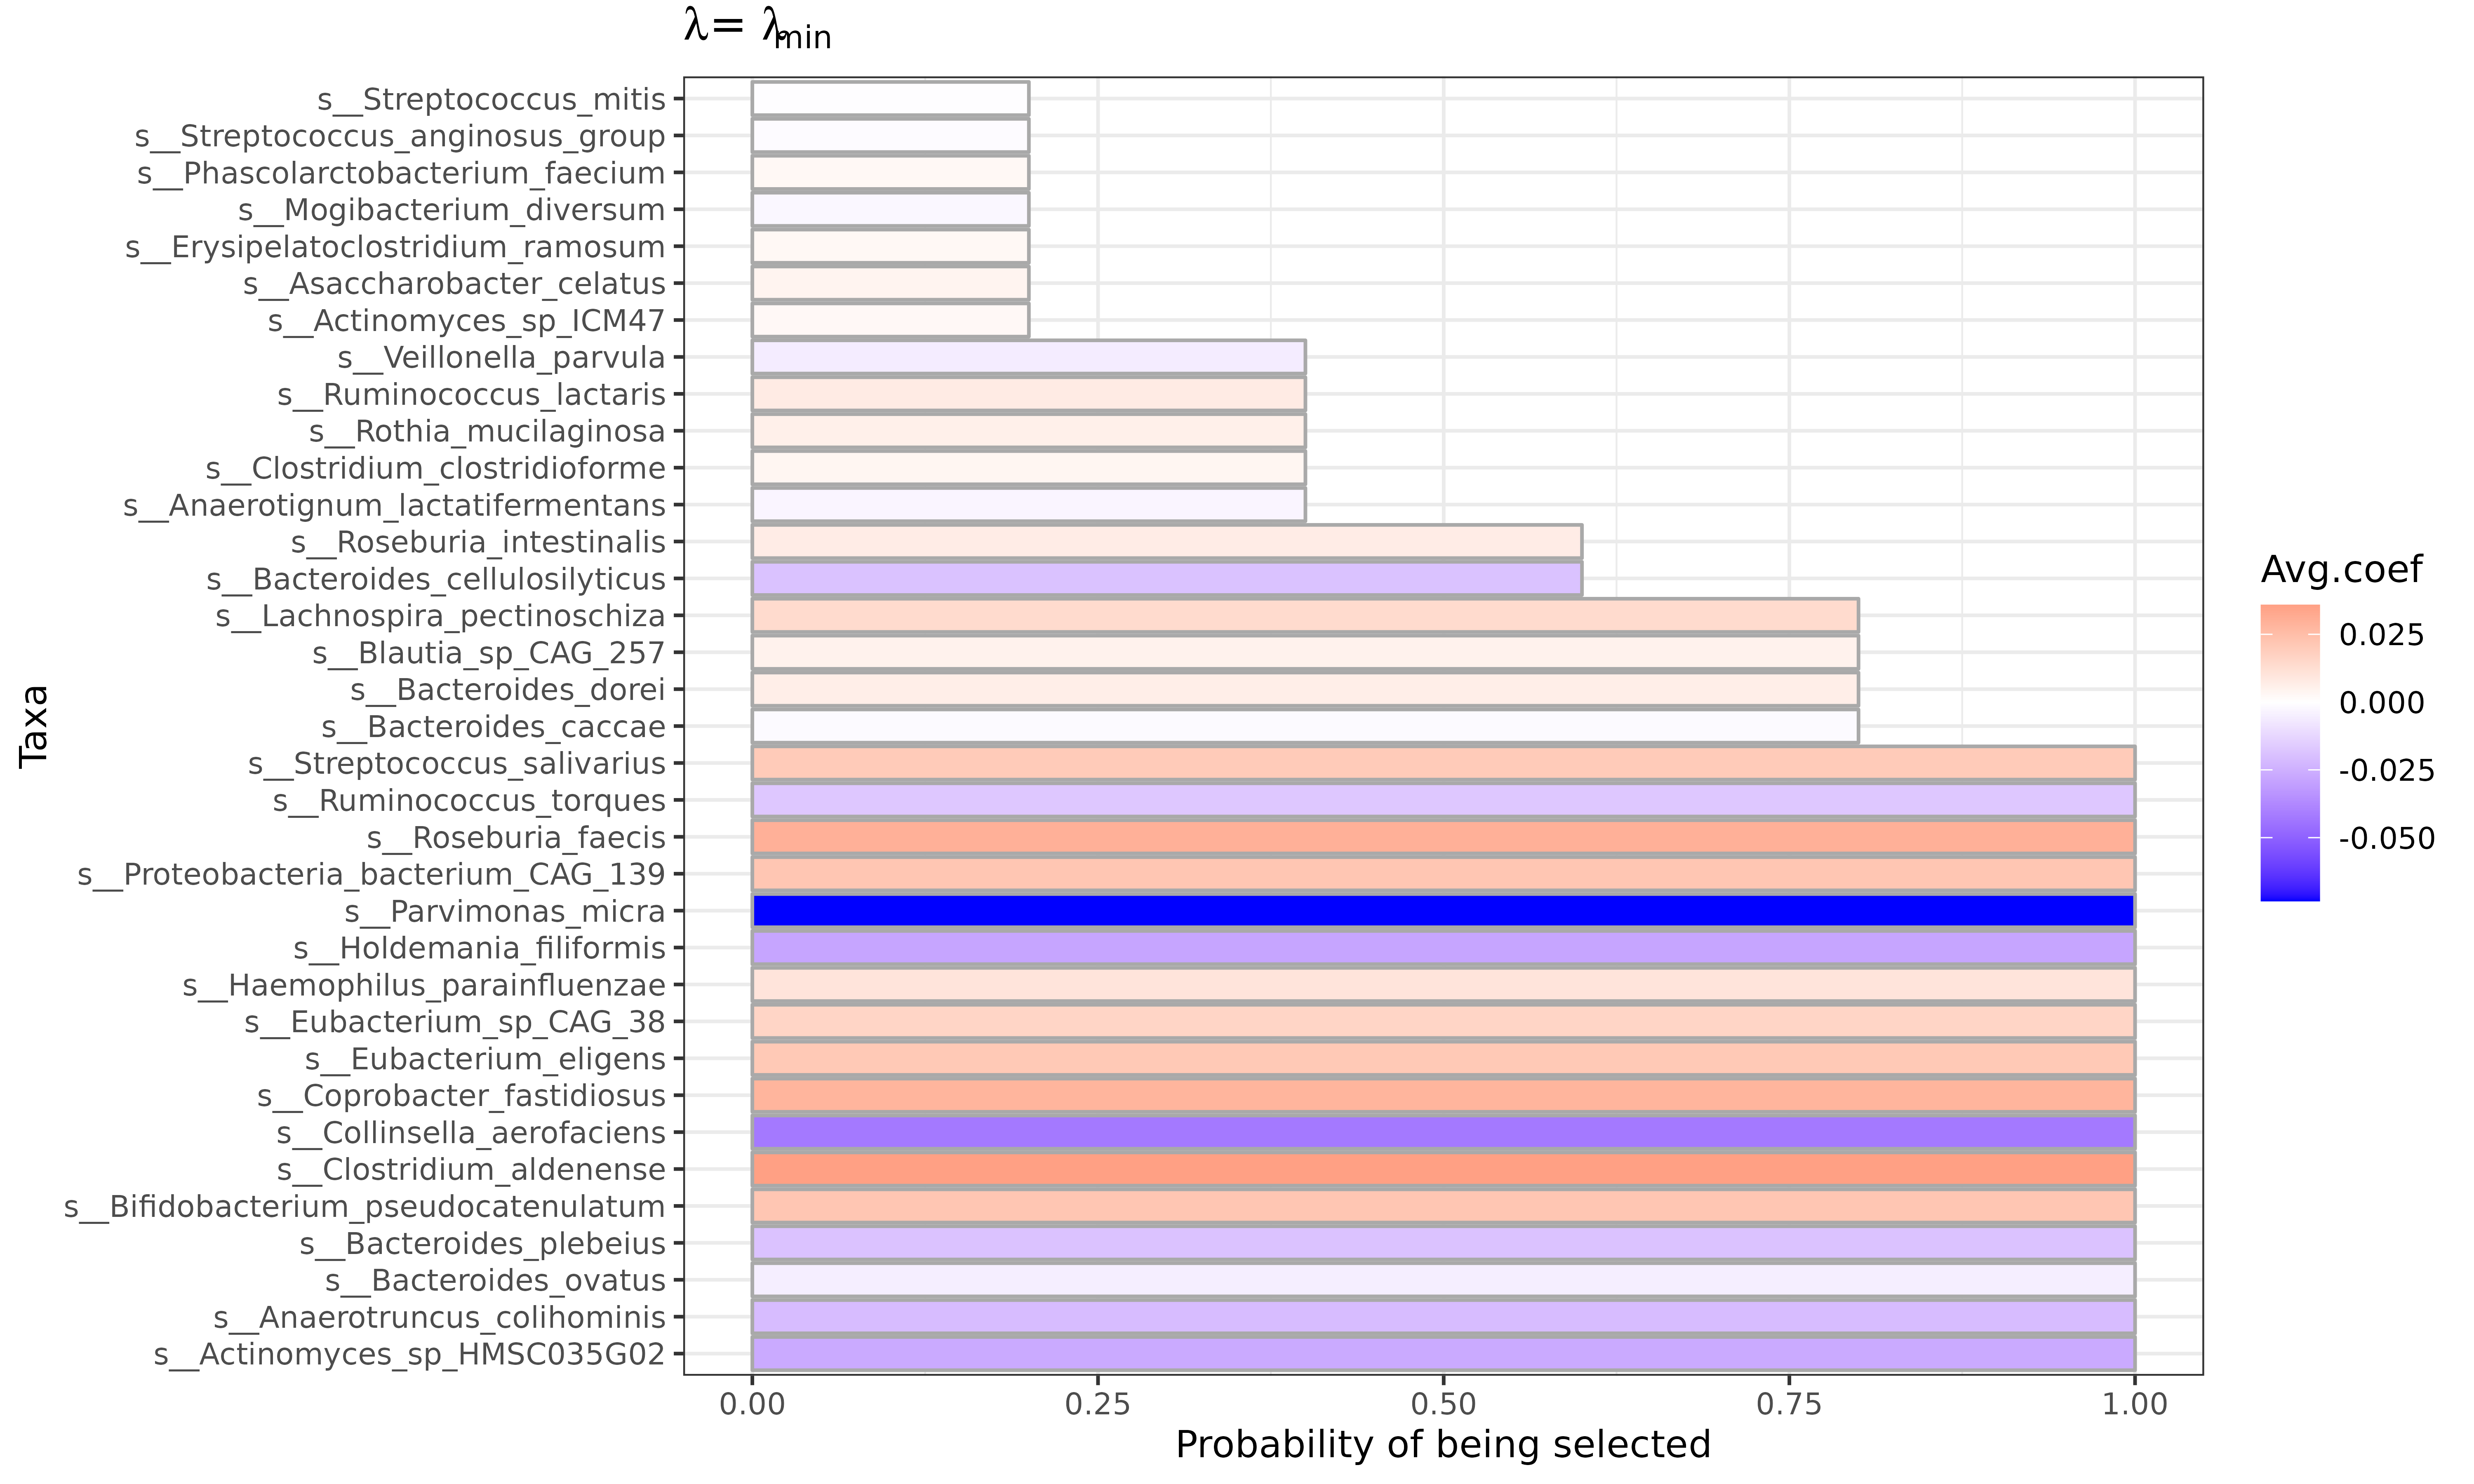 λ= λmin
s__Streptococcus_mitis
s__Streptococcus_anginosus_group
s__Phascolarctobacterium_faecium
s__Mogibacterium_diversum
s__Erysipelatoclostridium_ramosum
s__Asaccharobacter_celatus
s__Actinomyces_sp_ICM47
s__Veillonella_parvula
s__Ruminococcus_lactaris
s__Rothia_mucilaginosa
s__Clostridium_clostridioforme
s__Anaerotignum_lactatifermentans
s__Roseburia_intestinalis
s__Bacteroides_cellulosilyticus
s__Lachnospira_pectinoschiza
s__Blautia_sp_CAG_257
s__Bacteroides_dorei
s__Bacteroides_caccae
s__Streptococcus_salivarius
s__Ruminococcus_torques
s__Roseburia_faecis
s__Proteobacteria_bacterium_CAG_139
s__Parvimonas_micra
s__Holdemania_filiformis
s__Haemophilus_parainfluenzae
s__Eubacterium_sp_CAG_38
s__Eubacterium_eligens
s__Coprobacter_fastidiosus
s__Collinsella_aerofaciens
s__Clostridium_aldenense
s__Bifidobacterium_pseudocatenulatum
s__Bacteroides_plebeius
s__Bacteroides_ovatus
s__Anaerotruncus_colihominis
s__Actinomyces_sp_HMSC035G02
Taxa
0.00 0.25 0.50 0.75 1.00
Probability of being selected
Avg.coef
0.025
0.000
-0.025
-0.050